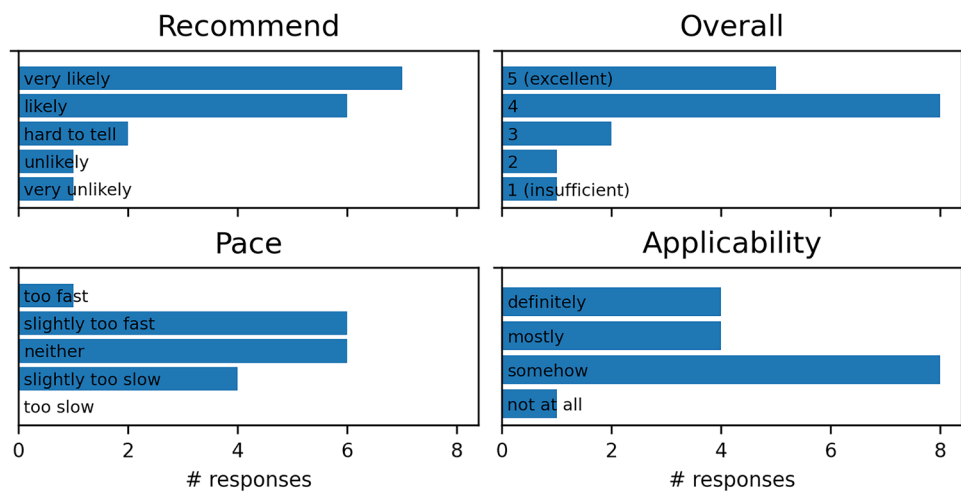 Recommend
very likely
likely
hard to tell
unlikely
very unlikely
Overall
5 (excellent)
4
3
2
1 (insufficient)
Pace
too fast
slightly too fast
neither
slightly too slow
too slow
0 2 4 6 8
# responses
Applicability
definitely
mostly
somehow
not at all
0 2 4 6 8
# responses